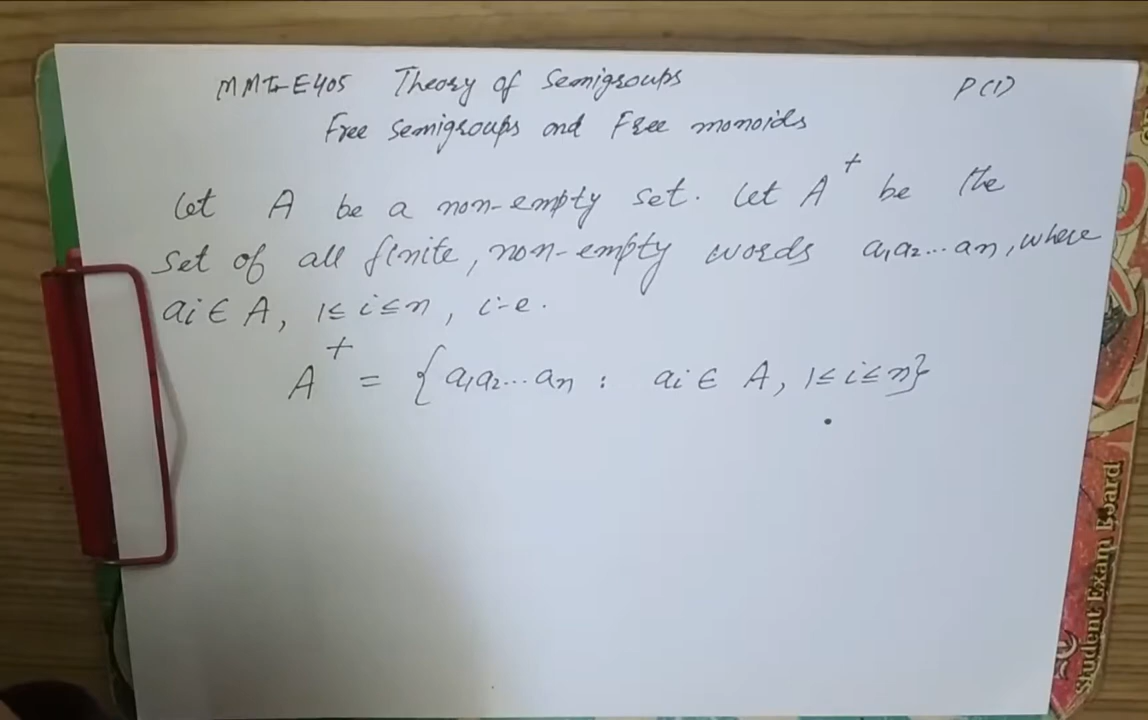 MMT-E405 Theory of Semigroups P(1)
Free Semigroups and Free monoids
Let A be a non-empty set. Let A⁺ be the
set of all finite, non-empty words a₁a₂...aₙ, where
aᵢ ∈ A, 1 ≤ i ≤ n, i.e.
A⁺ = {a₁a₂...aₙ : aᵢ ∈ A, 1 ≤ i ≤ n}
Student Exam Board